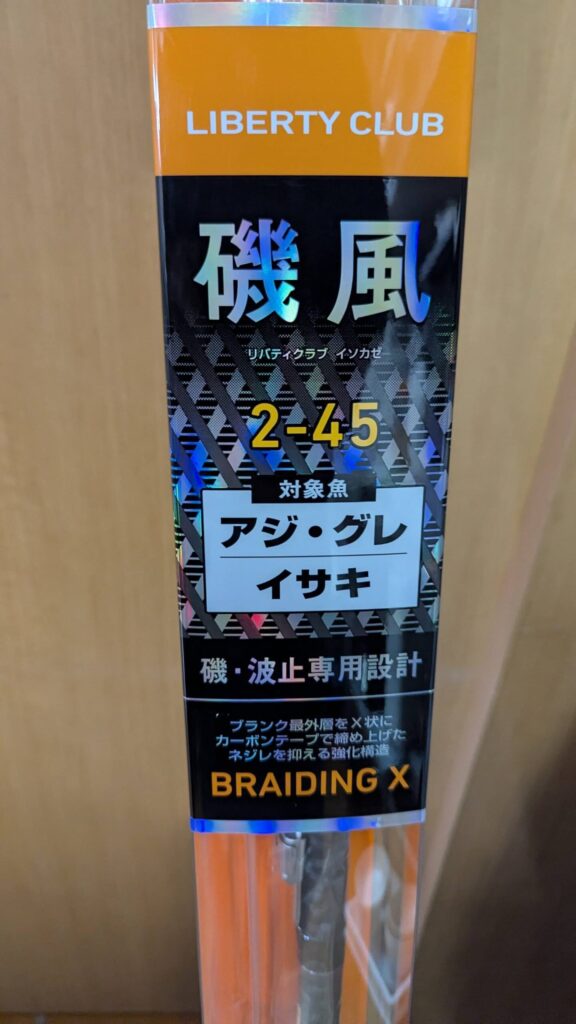 LIBERTY CLUB
磯風
リバティクラブ イソカゼ
2-45
対象魚
アジ・グレ
イサキ
磯・波止専用設計
ブランク最外層をX状に
カーボンテープで締め上げた
ネジレを抑える強化構造
BRAIDING X